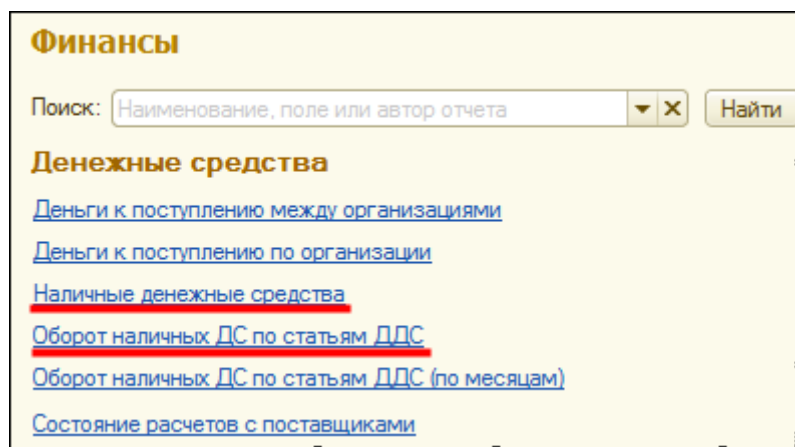 Финансы
Поиск: Наименование, поле или автор отчета Найти
Денежные средства
Деньги к поступлению между организациями
Деньги к поступлению по организации
Наличные денежные средства
Оборот наличных ДС по статьям ДДС
Оборот наличных ДС по статьям ДДС (по месяцам)
Состояние расчетов с поставщиками